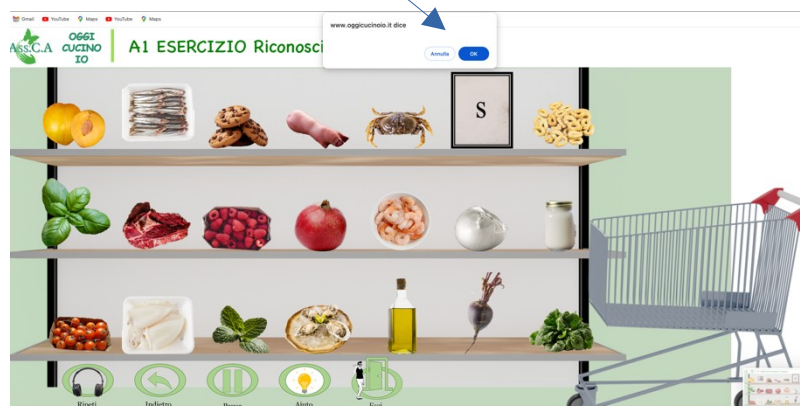 Gmail YouTube Maps YouTube Maps
www.oggicucinoio.it dice
Annulla OK
Ass.C.A
OGGI
CUCINO
IO
A1 ESERCIZIO Riconosci
S
Ripeti Indietro Pausa Aiuto Esci